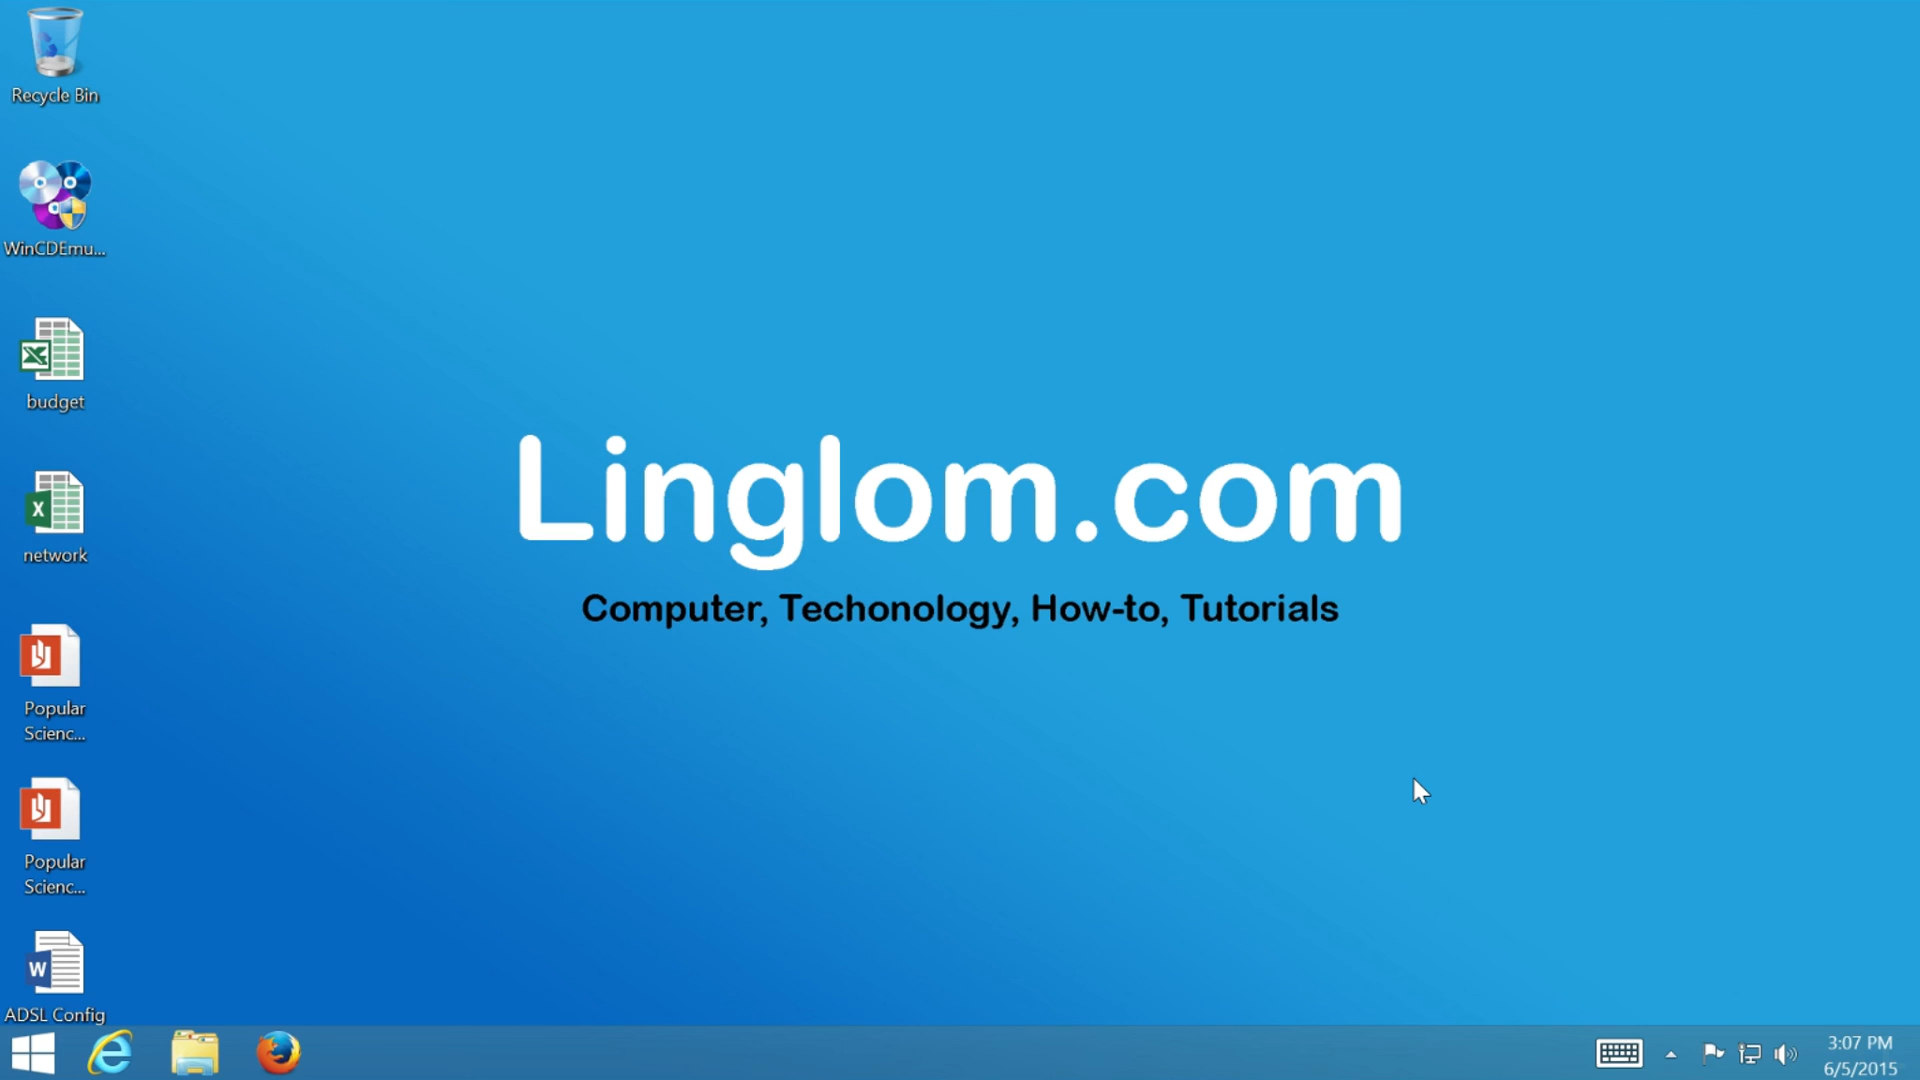 Recycle Bin
WinCDEmu...
budget
network
Popular
Scienc...
Popular
Scienc...
ADSL Config
Linglom.com
Computer, Techonology, How-to, Tutorials
3:07 PM
6/5/2015